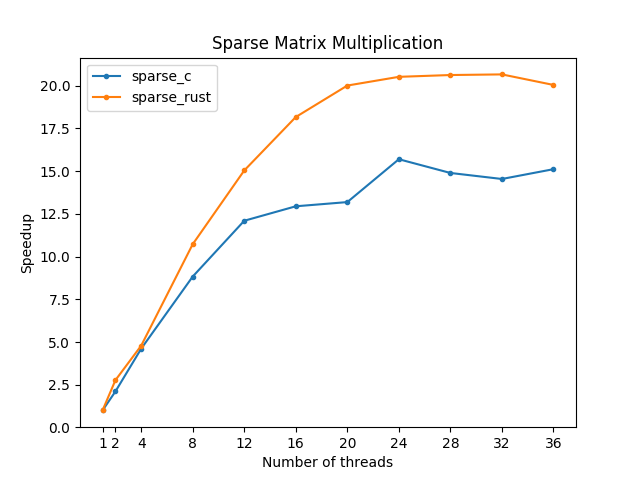 Sparse Matrix Multiplication
sparse_c
sparse_rust
20.0
17.5
15.0
12.5
10.0
7.5
5.0
2.5
0.0
Speedup
1 2 4 8 12 16 20 24 28 32 36
Number of threads